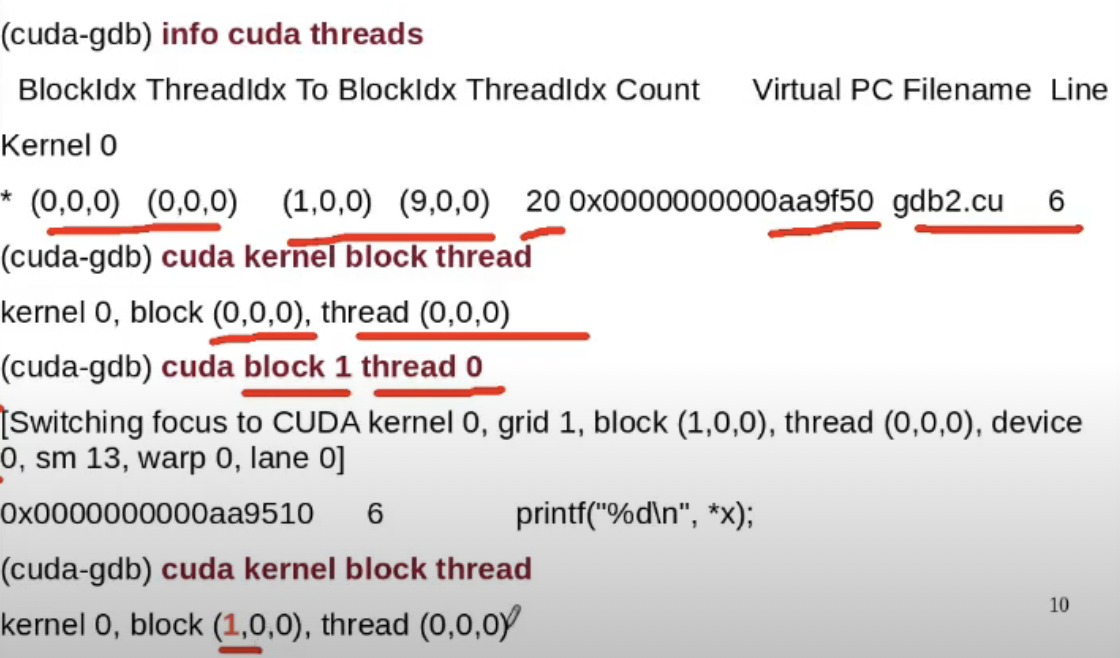 (cuda-gdb) info cuda threads
BlockIdx ThreadIdx To BlockIdx ThreadIdx Count Virtual PC Filename Line
Kernel 0
* (0,0,0) (0,0,0) (1,0,0) (9,0,0) 20 0x0000000000aa9f50 gdb2.cu 6
(cuda-gdb) cuda kernel block thread
kernel 0, block (0,0,0), thread (0,0,0)
(cuda-gdb) cuda block 1 thread 0
[Switching focus to CUDA kernel 0, grid 1, block (1,0,0), thread (0,0,0), device
0, sm 13, warp 0, lane 0]
0x0000000000aa9510 6 printf("%d\n", *x);
(cuda-gdb) cuda kernel block thread
kernel 0, block (1,0,0), thread (0,0,0)
10